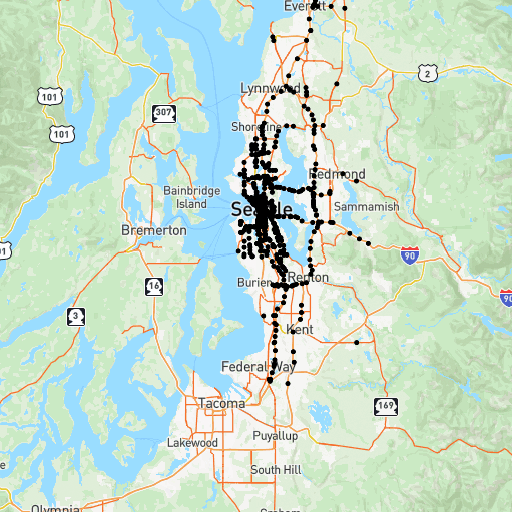 Everett
2
101
Lynnwood
307
101
Shoreline
Redmond
Bainbridge
Island
Seattle
Sammamish
Bremerton
90
16
Burien
Renton
90
3
Kent
Federal Way
Tacoma
169
Puyallup
Lakewood
South Hill
Olympia